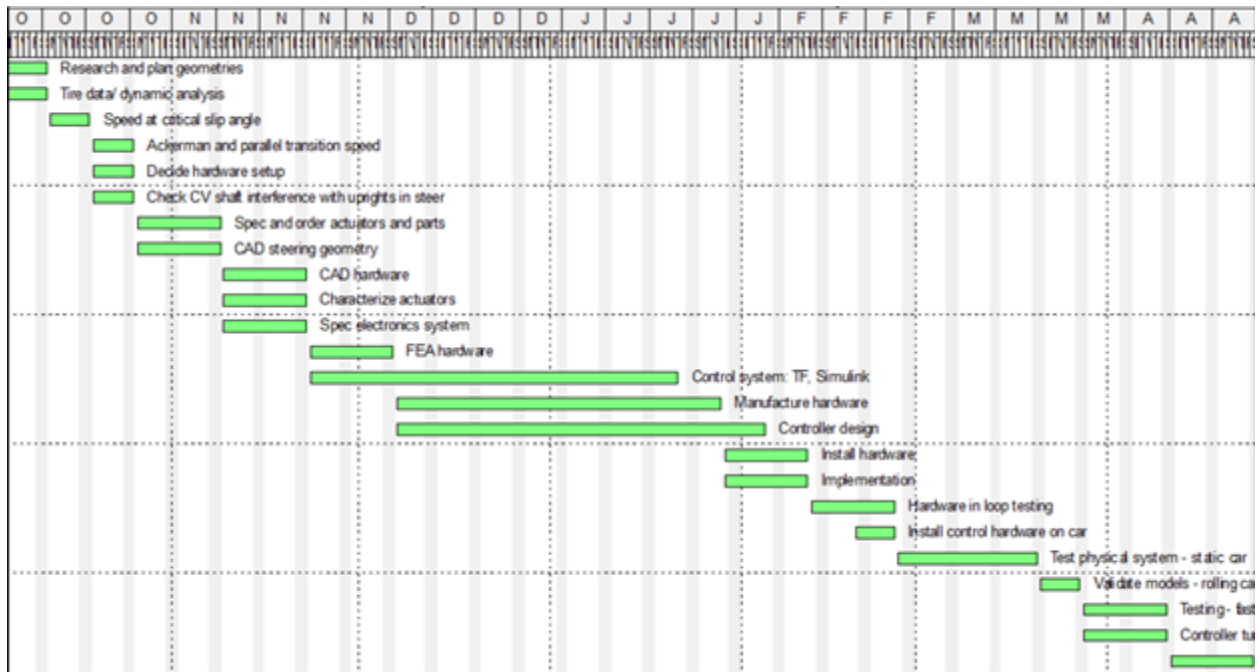 O O O O N N N N N D D D D J J J J J F F F F M M M A A A
Research and plan geometries
Tire data/ dynamic analysis
Speed at critical slip angle
Ackerman and parallel transition speed
Decide hardware setup
Check CV shaft interference with uprights in steer
Spec and order actuators and parts
CAD steering geometry
CAD hardware
Characterize actuators
Spec electronics system
FEA hardware
Control system: TF, Simulink
Manufacture hardware
Controller design
Install hardware
Implementation
Hardware in loop testing
Install control hardware on car
Test physical system - static car
Validate models - rolling ca
Testing - fast
Controller tu